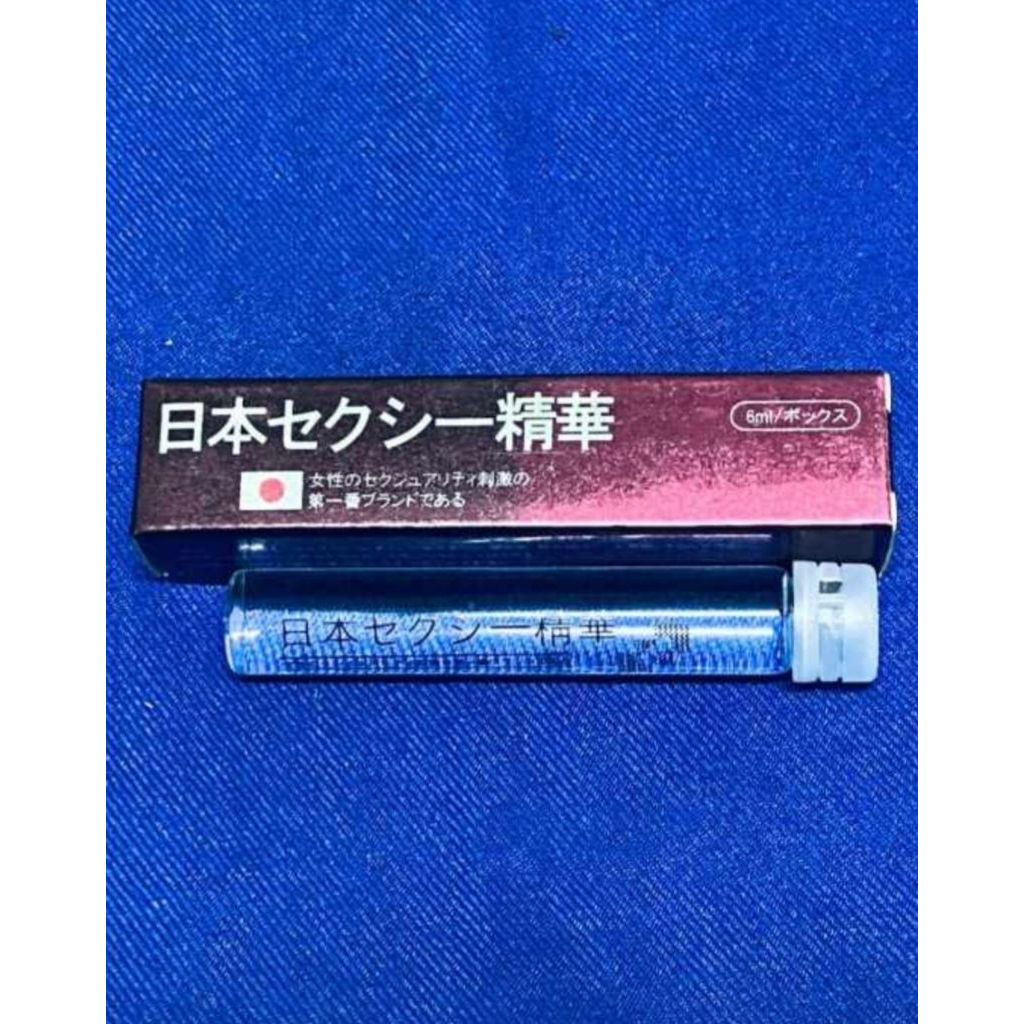 日本セクシー精華
6ml/ボックス
女性のセクシュアリティ刺激の
第一番ブランドである
日本セクシー精華